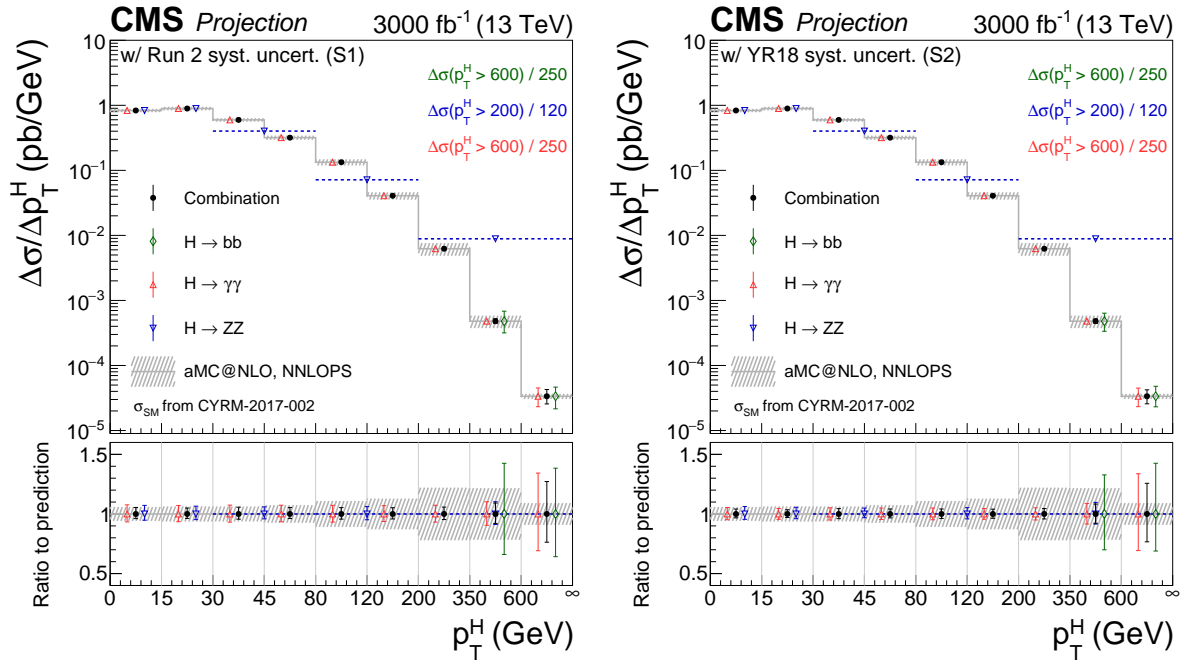 CMS Projection 3000 fb⁻¹ (13 TeV)
w/ Run 2 syst. uncert. (S1)
Δσ(p_T^H > 600) / 250
Δσ(p_T^H > 200) / 120
Δσ(p_T^H > 600) / 250
Combination
H → bb
H → γγ
H → ZZ
aMC@NLO, NNLOPS
σ_SM from CYRM-2017-002
Δσ/Δp_T^H (pb/GeV)
10
1
10⁻¹
10⁻²
10⁻³
10⁻⁴
10⁻⁵
Ratio to prediction
1.5
1
0.5
0 15 30 45 80 120 200 350 600 ∞
p_T^H (GeV)
CMS Projection 3000 fb⁻¹ (13 TeV)
w/ YR18 syst. uncert. (S2)
Δσ(p_T^H > 600) / 250
Δσ(p_T^H > 200) / 120
Δσ(p_T^H > 600) / 250
Combination
H → bb
H → γγ
H → ZZ
aMC@NLO, NNLOPS
σ_SM from CYRM-2017-002
Δσ/Δp_T^H (pb/GeV)
10
1
10⁻¹
10⁻²
10⁻³
10⁻⁴
10⁻⁵
Ratio to prediction
1.5
1
0.5
0 15 30 45 80 120 200 350 600 ∞
p_T^H (GeV)